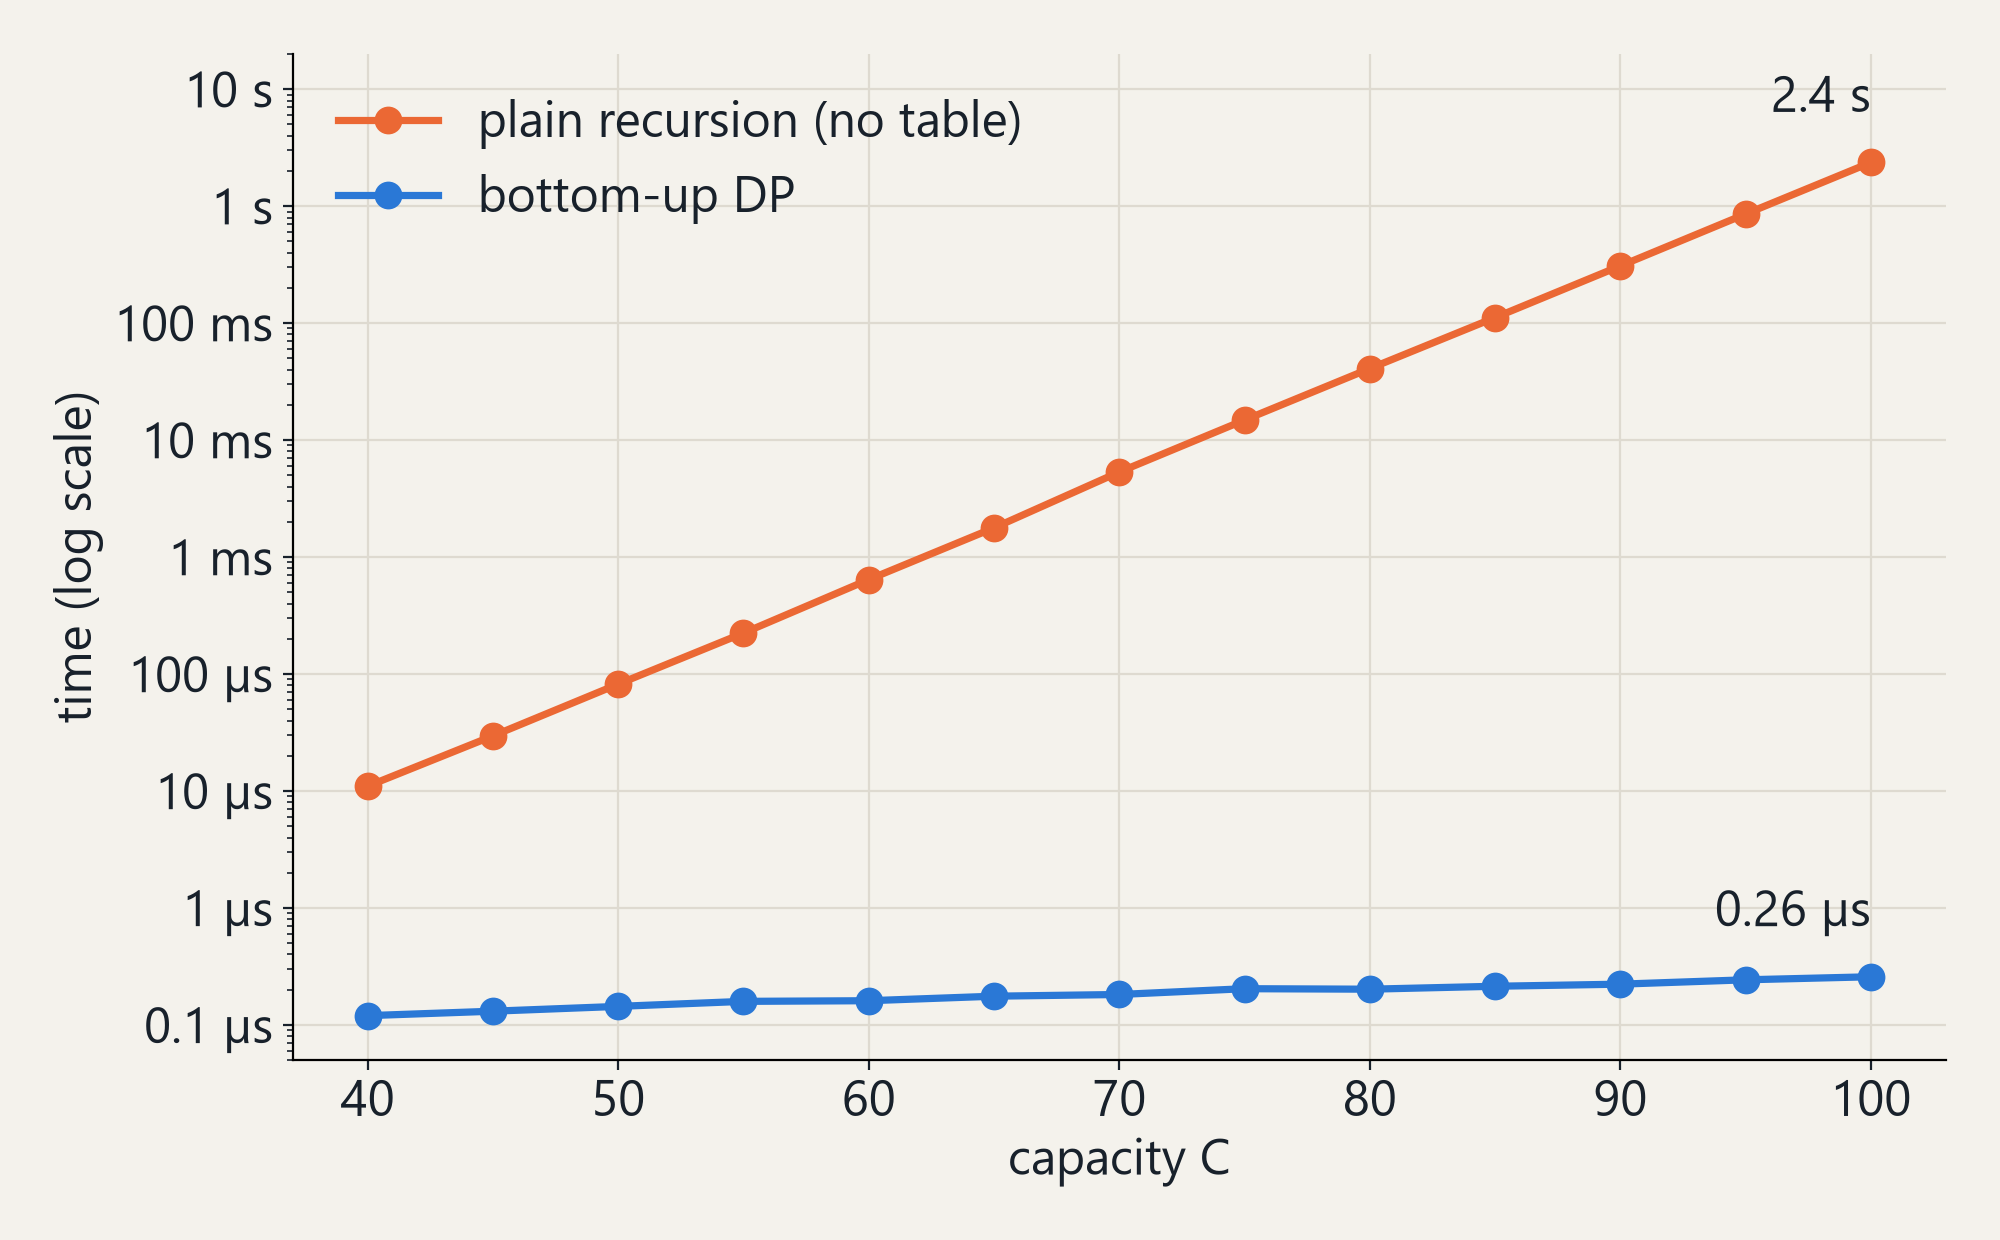 10 s
1 s
100 ms
10 ms
1 ms
100 µs
10 µs
1 µs
0.1 µs
time (log scale)
plain recursion (no table)
bottom-up DP
2.4 s
0.26 µs
40 50 60 70 80 90 100
capacity C